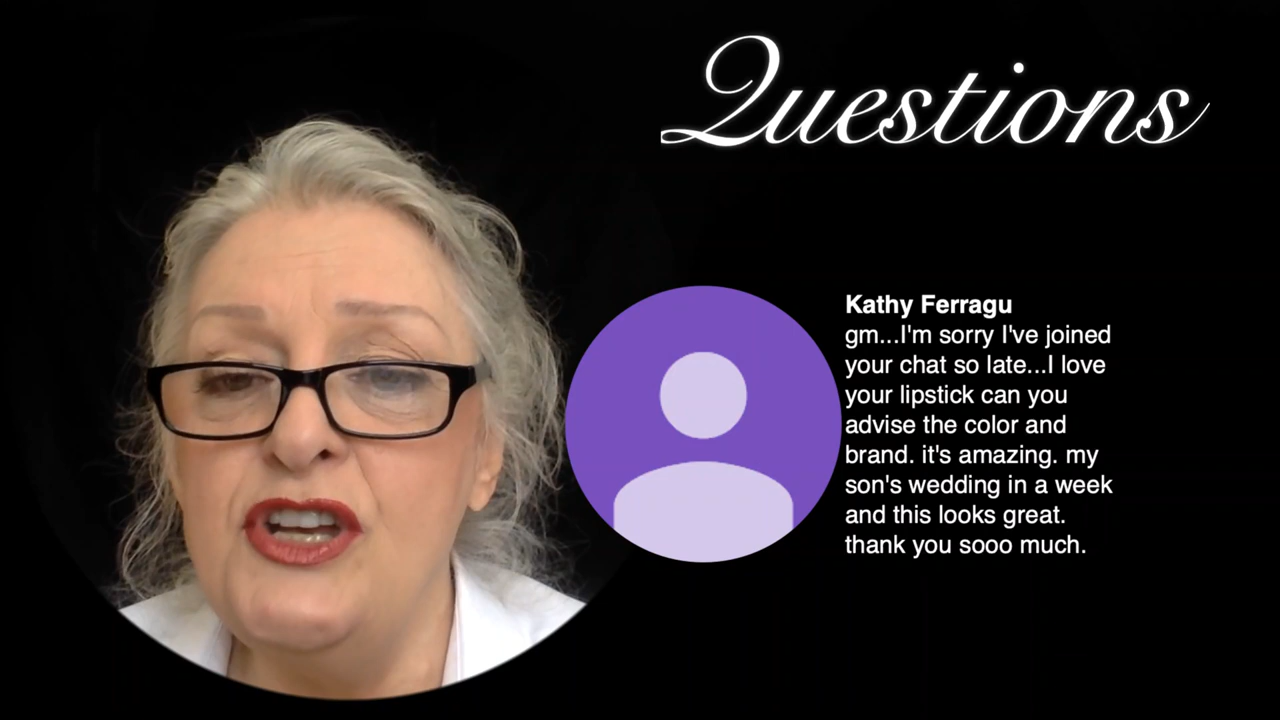 Questions
Kathy Ferragu
gm...I'm sorry I've joined
your chat so late...I love
your lipstick can you
advise the color and
brand. it's amazing. my
son's wedding in a week
and this looks great.
thank you sooo much.